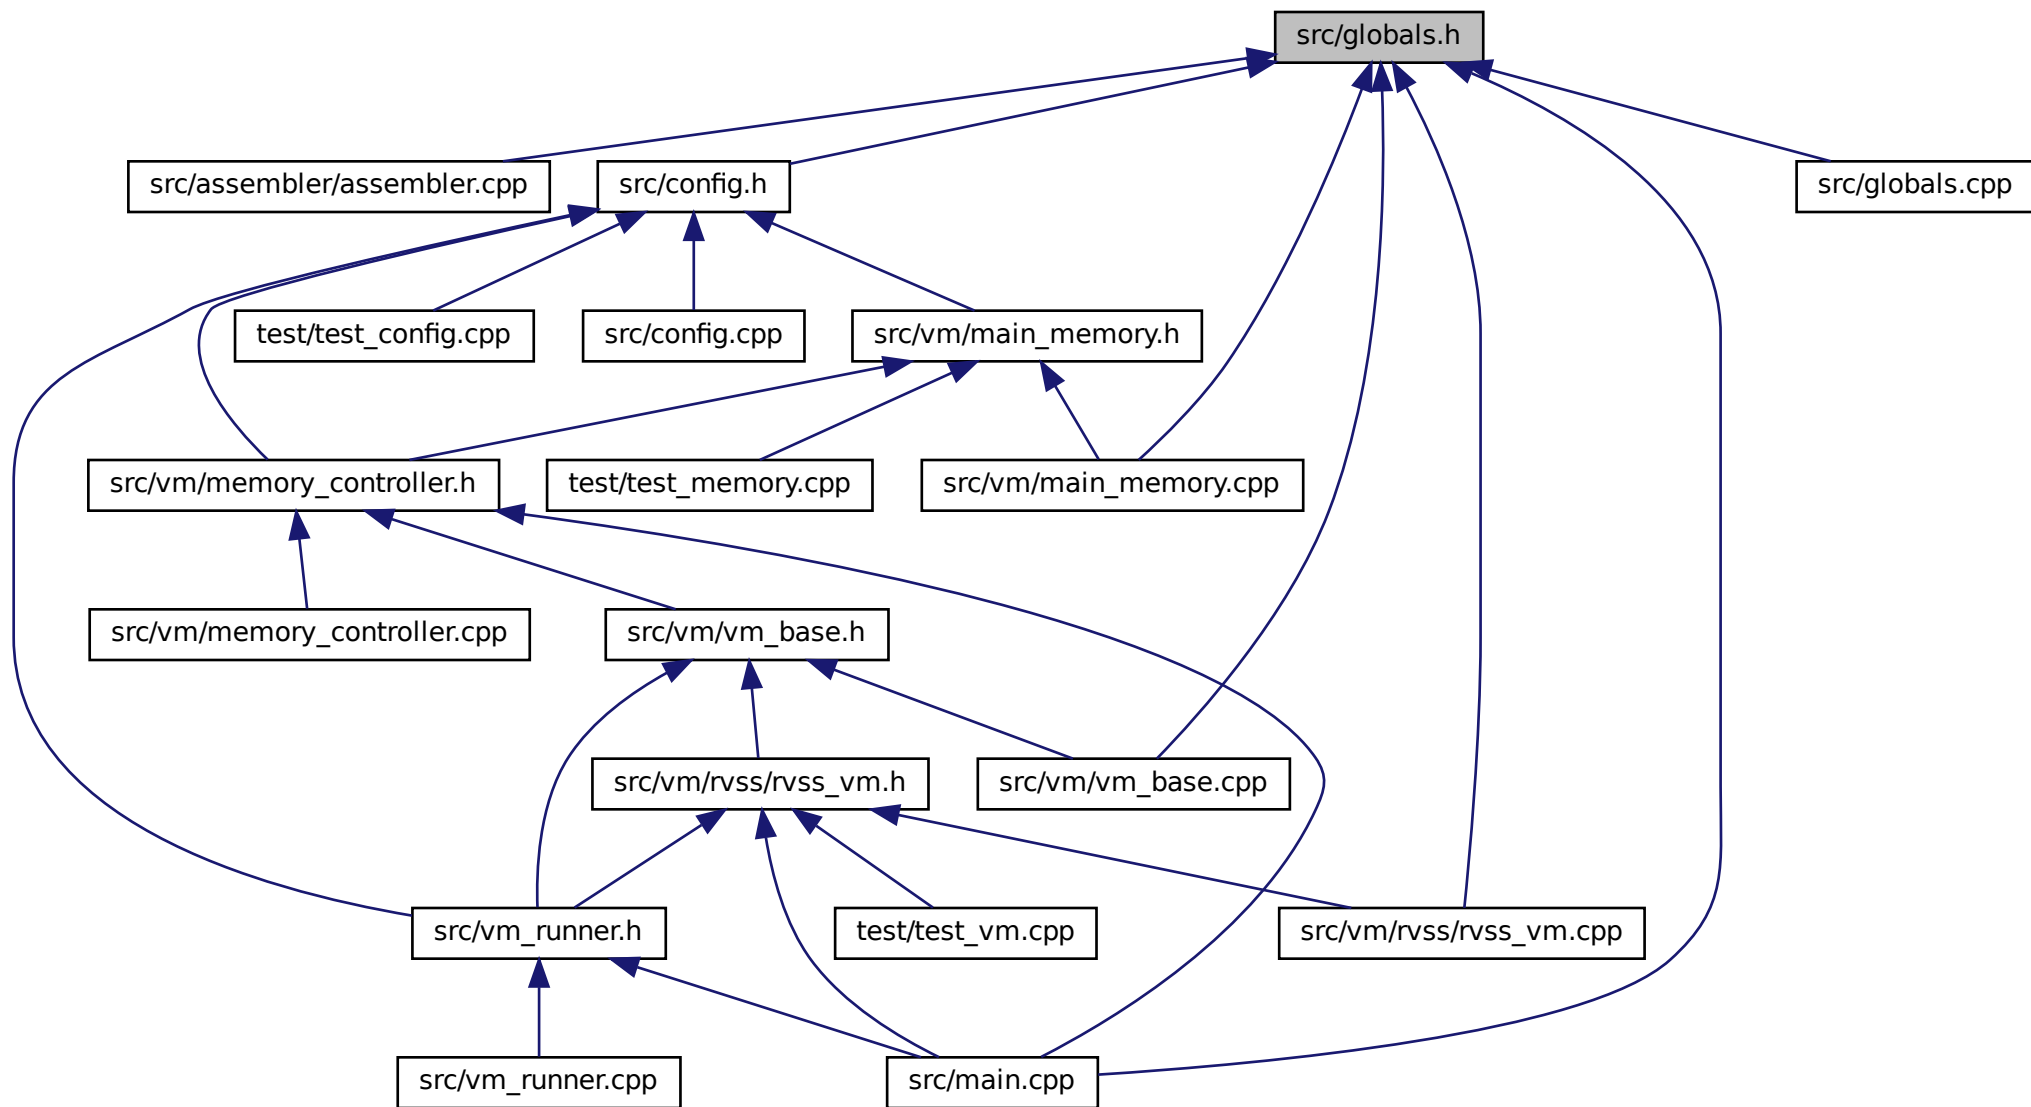 src/globals.h
src/assembler/assembler.cpp
src/config.h
src/globals.cpp
test/test_config.cpp
src/config.cpp
src/vm/main_memory.h
src/vm/memory_controller.h
test/test_memory.cpp
src/vm/main_memory.cpp
src/vm/memory_controller.cpp
src/vm/vm_base.h
src/vm/rvss/rvss_vm.h
src/vm/vm_base.cpp
src/vm_runner.h
test/test_vm.cpp
src/vm/rvss/rvss_vm.cpp
src/vm_runner.cpp
src/main.cpp